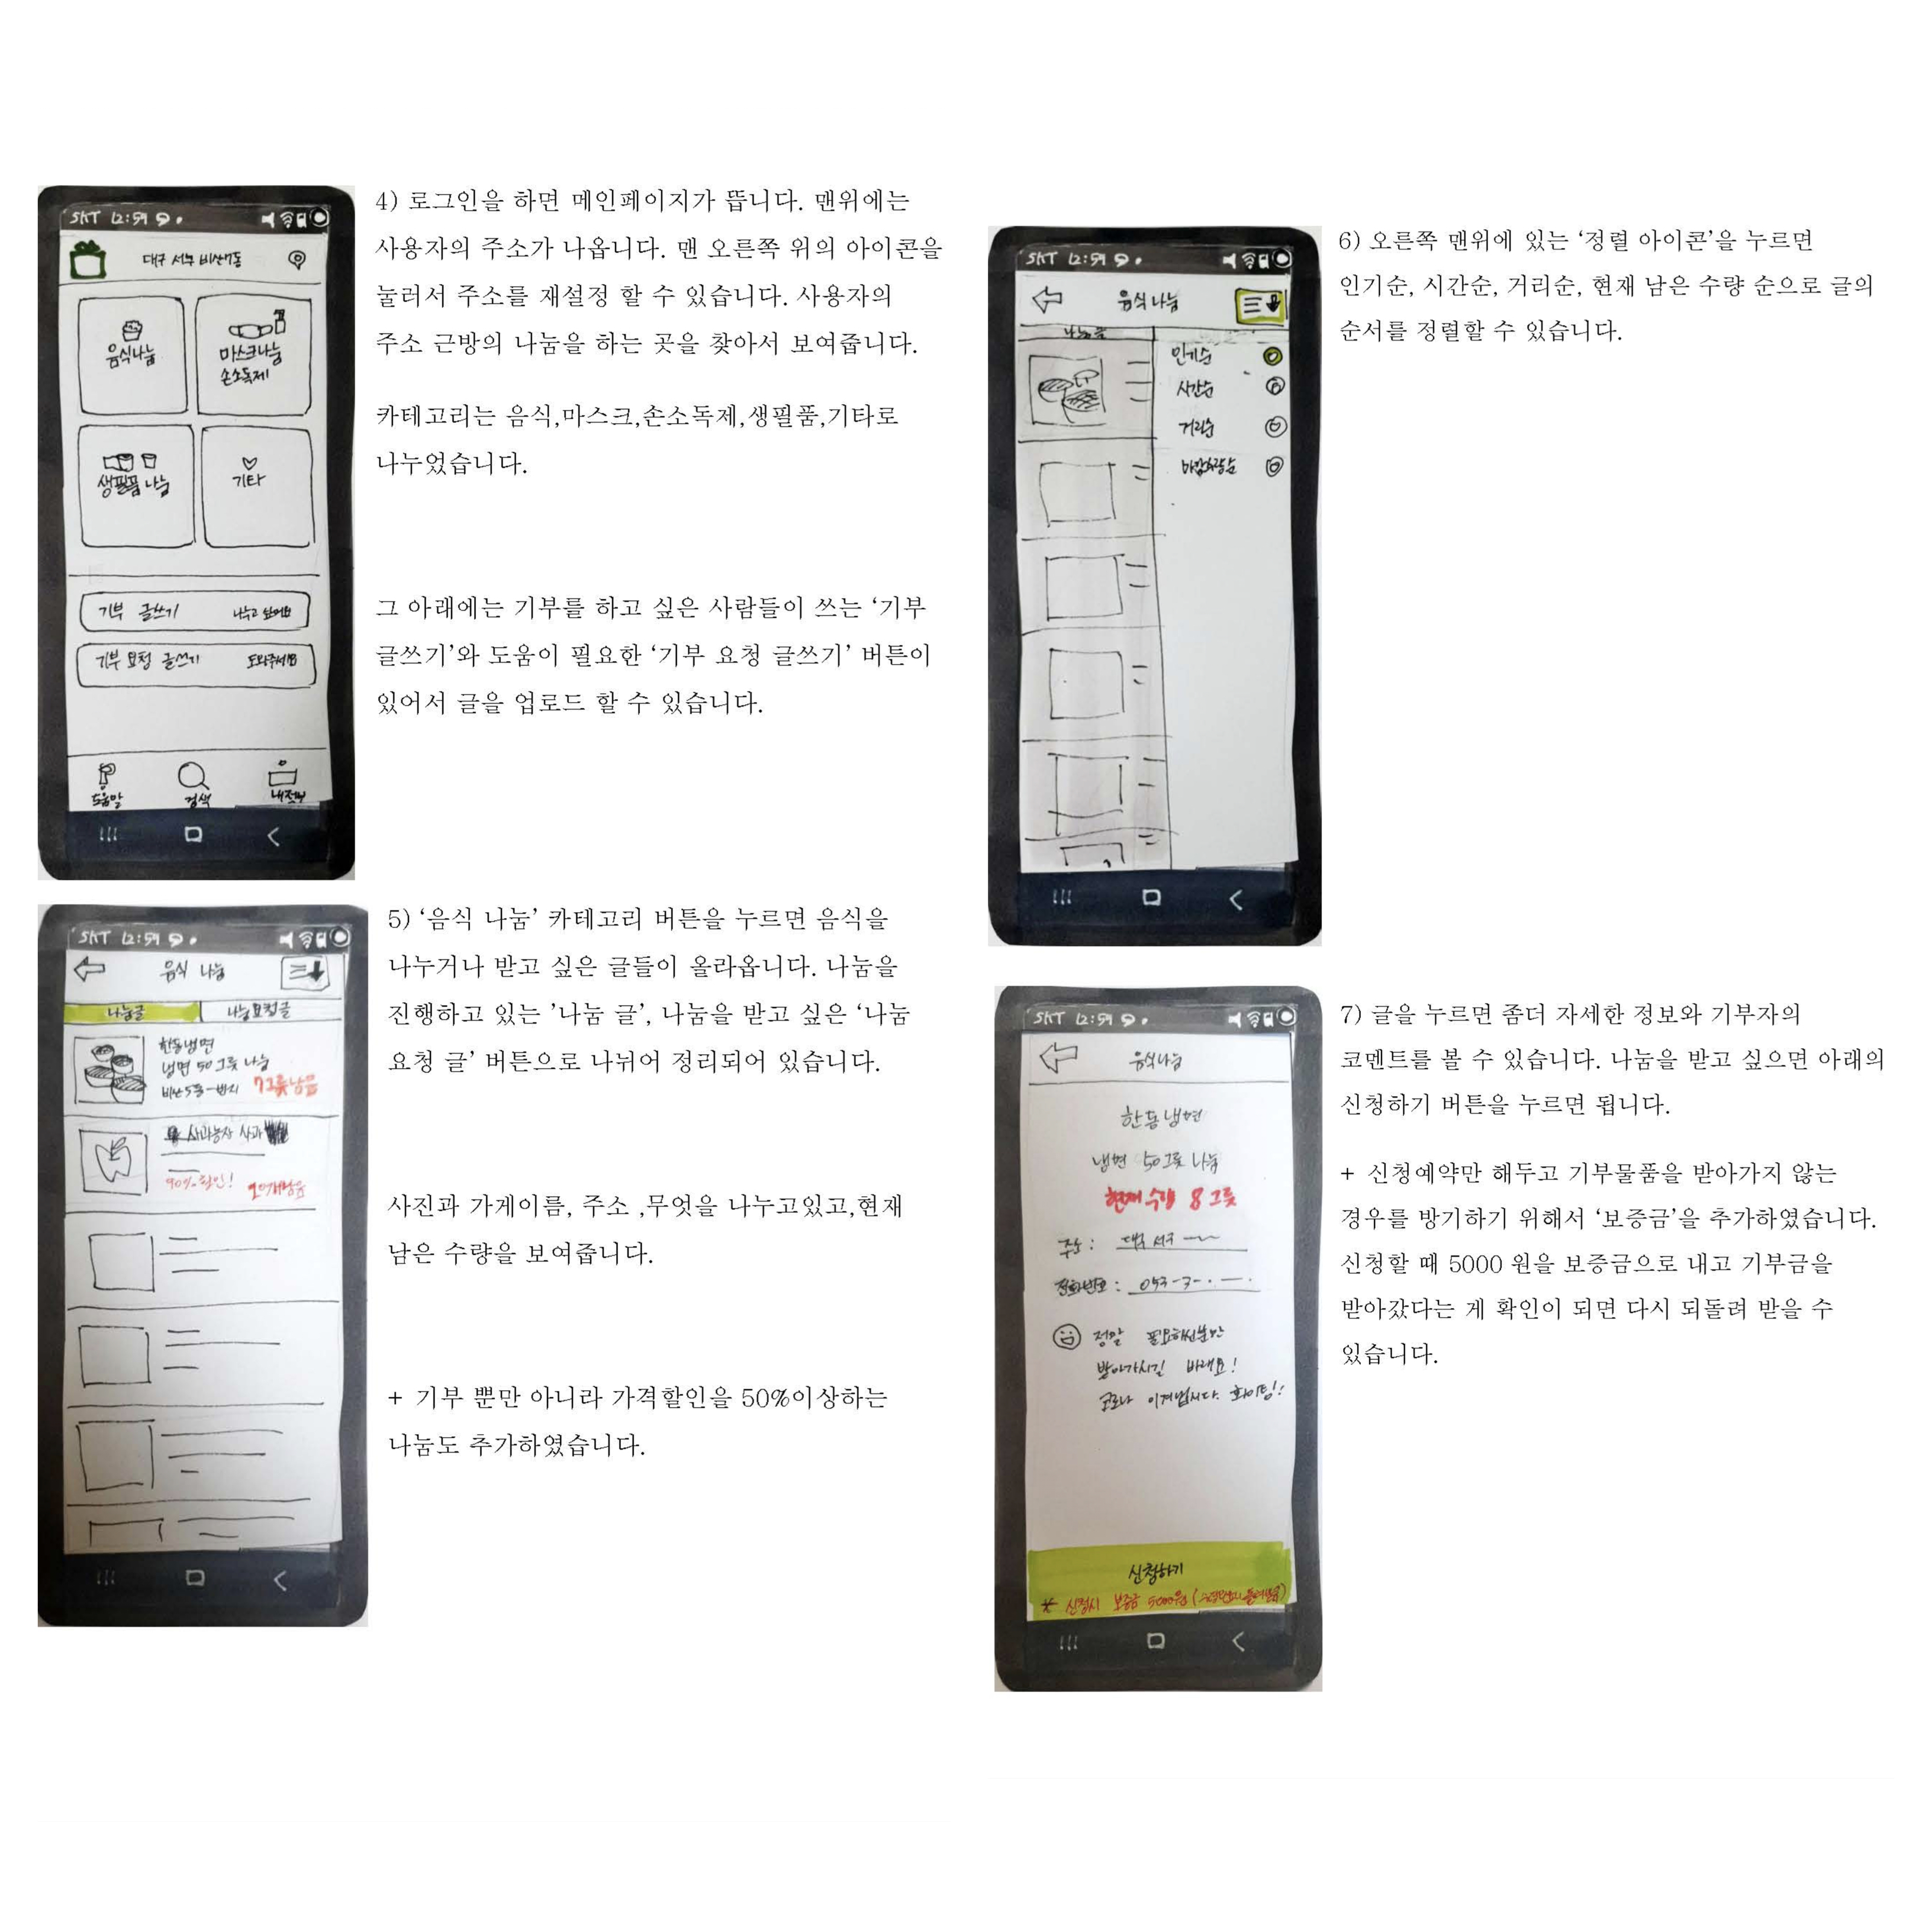 SKT 12:59
대구 서구 비산7동
음식나눔
마스크나눔
손소독제
생필품 나눔
기타
기부 글쓰기 나누고 싶어요
기부 요청 글쓰기 도와주세요
도움말
검색
내정보
4) 로그인을 하면 메인페이지가 뜹니다. 맨위에는
사용자의 주소가 나옵니다. 맨 오른쪽 위의 아이콘을
눌러서 주소를 재설정 할 수 있습니다. 사용자의
주소 근방의 나눔을 하는 곳을 찾아서 보여줍니다.
카테고리는 음식,마스크,손소독제,생필품,기타로
나누었습니다.
그 아래에는 기부를 하고 싶은 사람들이 쓰는 ‘기부
글쓰기’와 도움이 필요한 ‘기부 요청 글쓰기’ 버튼이
있어서 글을 업로드 할 수 있습니다.
SKT 12:59
음식 나눔
나눔글 나눔요청글
한동냉면
냉면 50그릇 나눔
비산5동 7그릇남음
사과농장 사과
90% 할인!
5) ‘음식 나눔’ 카테고리 버튼을 누르면 음식을
나누거나 받고 싶은 글들이 올라옵니다. 나눔을
진행하고 있는 ’나눔 글’, 나눔을 받고 싶은 ‘나눔
요청 글’ 버튼으로 나뉘어 정리되어 있습니다.
사진과 가게이름, 주소 ,무엇을 나누고있고,현재
남은 수량을 보여줍니다.
+ 기부 뿐만 아니라 가격할인을 50%이상하는
나눔도 추가하였습니다.
SKT 12:59
음식나눔
나눔글
인기순
시간순
거리순
6) 오른쪽 맨위에 있는 ‘정렬 아이콘’을 누르면
인기순, 시간순, 거리순, 현재 남은 수량 순으로 글의
순서를 정렬할 수 있습니다.
SKT 12:59
음식나눔
한동냉면
냉면 50그릇 나눔
현재 수량 8그릇
주소 : 대구 서구
전화번호 : 053-7-
정말 필요하신분만
받아가시길 바래요!
코로나 이겨냅시다. 화이팅!!
신청하기
* 신청시 보증금 5000원
7) 글을 누르면 좀더 자세한 정보와 기부자의
코멘트를 볼 수 있습니다. 나눔을 받고 싶으면 아래의
신청하기 버튼을 누르면 됩니다.
+ 신청예약만 해두고 기부물품을 받아가지 않는
경우를 방기하기 위해서 ‘보증금’을 추가하였습니다.
신청할 때 5000 원을 보증금으로 내고 기부금을
받아갔다는 게 확인이 되면 다시 되돌려 받을 수
있습니다.